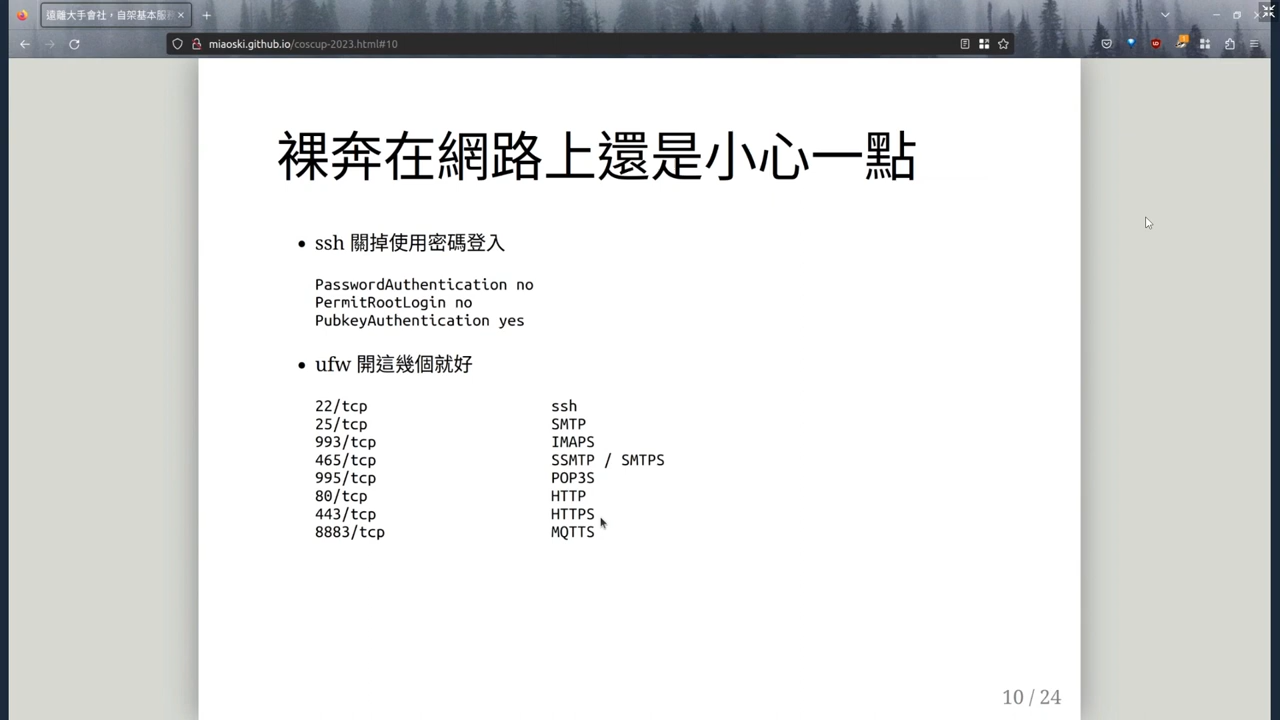 遠離大手會社，自架基本服務
miaoski.github.io/coscup-2023.html#10
裸奔在網路上還是小心一點
ssh 關掉使用密碼登入
PasswordAuthentication no
PermitRootLogin no
PubkeyAuthentication yes
ufw 開這幾個就好
22/tcp ssh
25/tcp SMTP
993/tcp IMAPS
465/tcp SSMTP / SMTPS
995/tcp POP3S
80/tcp HTTP
443/tcp HTTPS
8883/tcp MQTTS
10 / 24